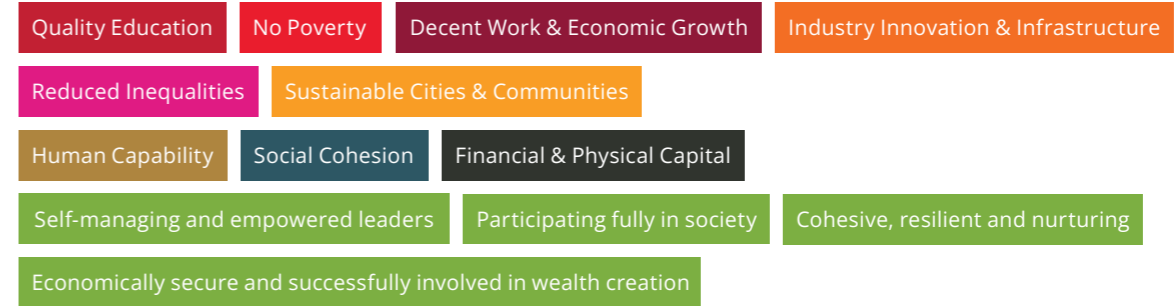 Quality Education No Poverty Decent Work & Economic Growth Industry Innovation & Infrastructure
Reduced Inequalities Sustainable Cities & Communities
Human Capability Social Cohesion Financial & Physical Capital
Self-managing and empowered leaders Participating fully in society Cohesive, resilient and nurturing
Economically secure and successfully involved in wealth creation